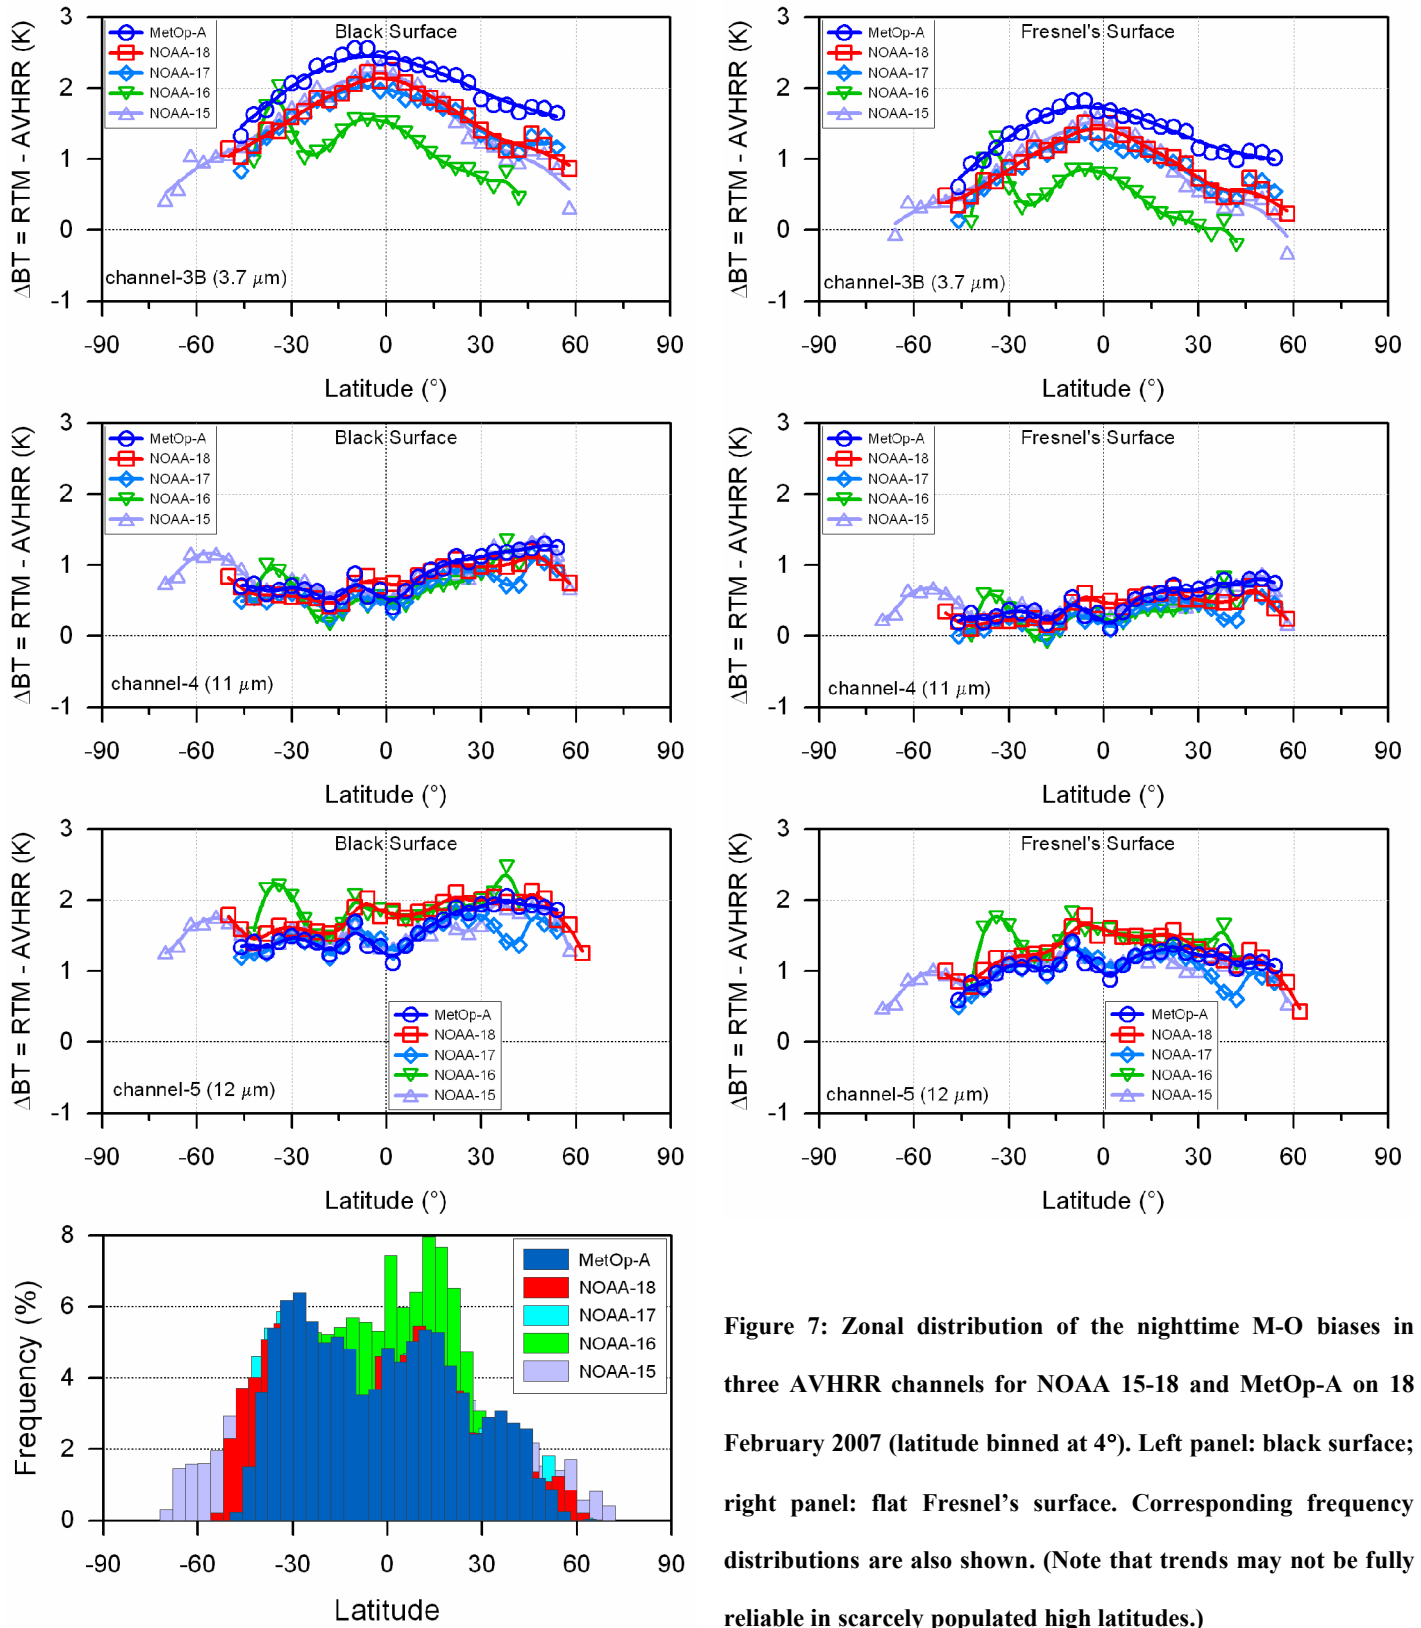 ΔBT = RTM - AVHRR (K)
3
2
1
0
-1
MetOp-A
NOAA-18
NOAA-17
NOAA-16
NOAA-15
Black Surface
channel-3B (3.7 μm)
-90 -60 -30 0 30 60 90
Latitude (°)
ΔBT = RTM - AVHRR (K)
3
2
1
0
-1
MetOp-A
NOAA-18
NOAA-17
NOAA-16
NOAA-15
Fresnel's Surface
channel-3B (3.7 μm)
-90 -60 -30 0 30 60 90
Latitude (°)
ΔBT = RTM - AVHRR (K)
3
2
1
0
-1
MetOp-A
NOAA-18
NOAA-17
NOAA-16
NOAA-15
Black Surface
channel-4 (11 μm)
-90 -60 -30 0 30 60 90
Latitude (°)
ΔBT = RTM - AVHRR (K)
3
2
1
0
-1
MetOp-A
NOAA-18
NOAA-17
NOAA-16
NOAA-15
Fresnel's Surface
channel-4 (11 μm)
-90 -60 -30 0 30 60 90
Latitude (°)
ΔBT = RTM - AVHRR (K)
3
2
1
0
-1
Black Surface
MetOp-A
NOAA-18
NOAA-17
NOAA-16
NOAA-15
channel-5 (12 μm)
-90 -60 -30 0 30 60 90
Latitude (°)
ΔBT = RTM - AVHRR (K)
3
2
1
0
-1
Fresnel's Surface
MetOp-A
NOAA-18
NOAA-17
NOAA-16
NOAA-15
channel-5 (12 μm)
-90 -60 -30 0 30 60 90
Latitude (°)
Frequency (%)
8
6
4
2
0
MetOp-A
NOAA-18
NOAA-17
NOAA-16
NOAA-15
-90 -60 -30 0 30 60 90
Latitude
Figure 7: Zonal distribution of the nighttime M-O biases in
three AVHRR channels for NOAA 15-18 and MetOp-A on 18
February 2007 (latitude binned at 4°). Left panel: black surface;
right panel: flat Fresnel’s surface. Corresponding frequency
distributions are also shown. (Note that trends may not be fully
reliable in scarcely populated high latitudes.)